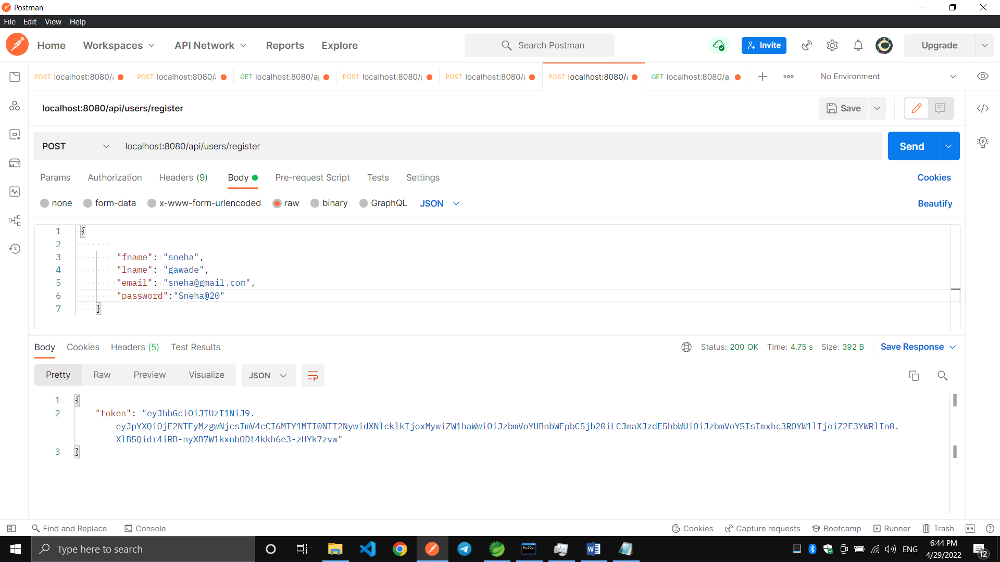 Postman
File Edit View Help
Home Workspaces API Network Reports Explore Search Postman Invite Upgrade
POST localhost:8080/a POST localhost:8080/a GET localhost:8080/ap POST localhost:8080/a POST localhost:8080/a POST localhost:8080/a GET localhost:8080/ap No Environment
localhost:8080/api/users/register Save
POST localhost:8080/api/users/register Send
Params Authorization Headers (9) Body Pre-request Script Tests Settings Cookies
none form-data x-www-form-urlencoded raw binary GraphQL JSON Beautify
1 {
2
3 "fname": "sneha",
4 "lname": "gawade",
5 "email": "sneha@gmail.com",
6 "password":"Sneha@20"
7 }
Body Cookies Headers (5) Test Results Status: 200 OK Time: 4.75 s Size: 392 B Save Response
Pretty Raw Preview Visualize JSON
1 {
2 "token": "eyJhbGciOiJIUzI1NiJ9.
eyJpYXQiOjE2NTEyMzgwNjcsImV4cCI6MTY1MTI0NTI2NywidXNlcklkIjoxMywiZW1haWwiOiJzbmVoYUBnbWFpbC5jb20iLCJmaXJzdE5hbWUiOiJzbmVoYSIsImxhc3ROYW1lIjoiZ2F3YWRlIn0.
XlB5Qidr4iRB-nyXB7W1kxnbODt4kkh6e3-zHYk7zvw"
3 }
Find and Replace Console Cookies Capture requests Bootcamp Runner Trash
Type here to search ENG 6:44 PM
4/29/2022 12